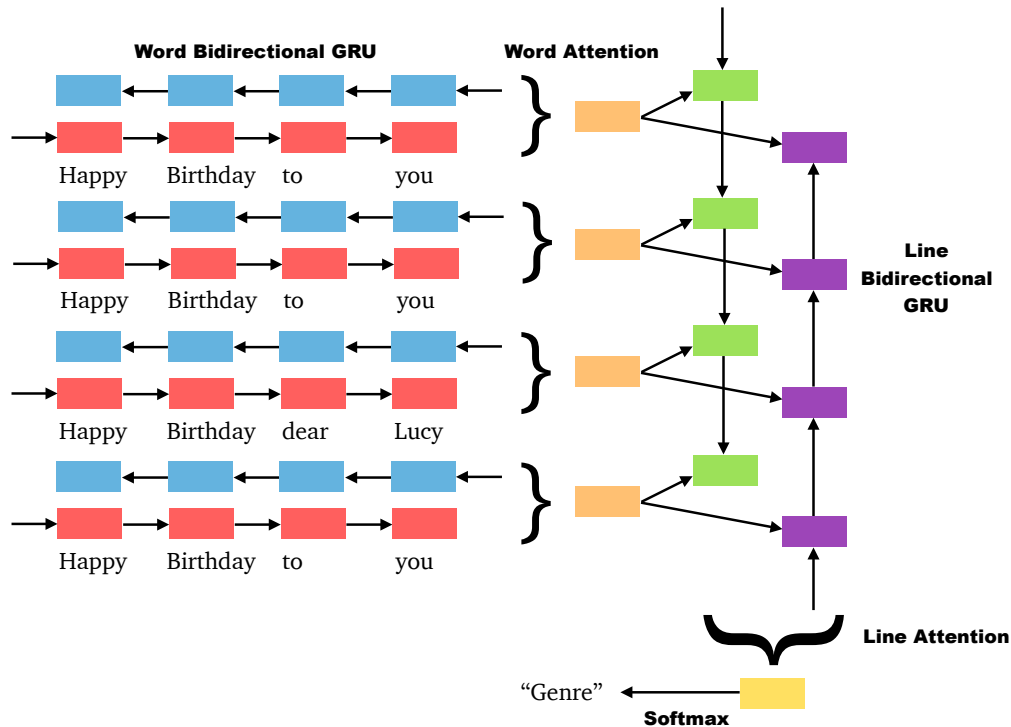 Word Bidirectional GRU
Word Attention
Happy Birthday to you
Happy Birthday to you
Line
Bidirectional
GRU
Happy Birthday dear Lucy
Happy Birthday to you
Line Attention
“Genre”
Softmax